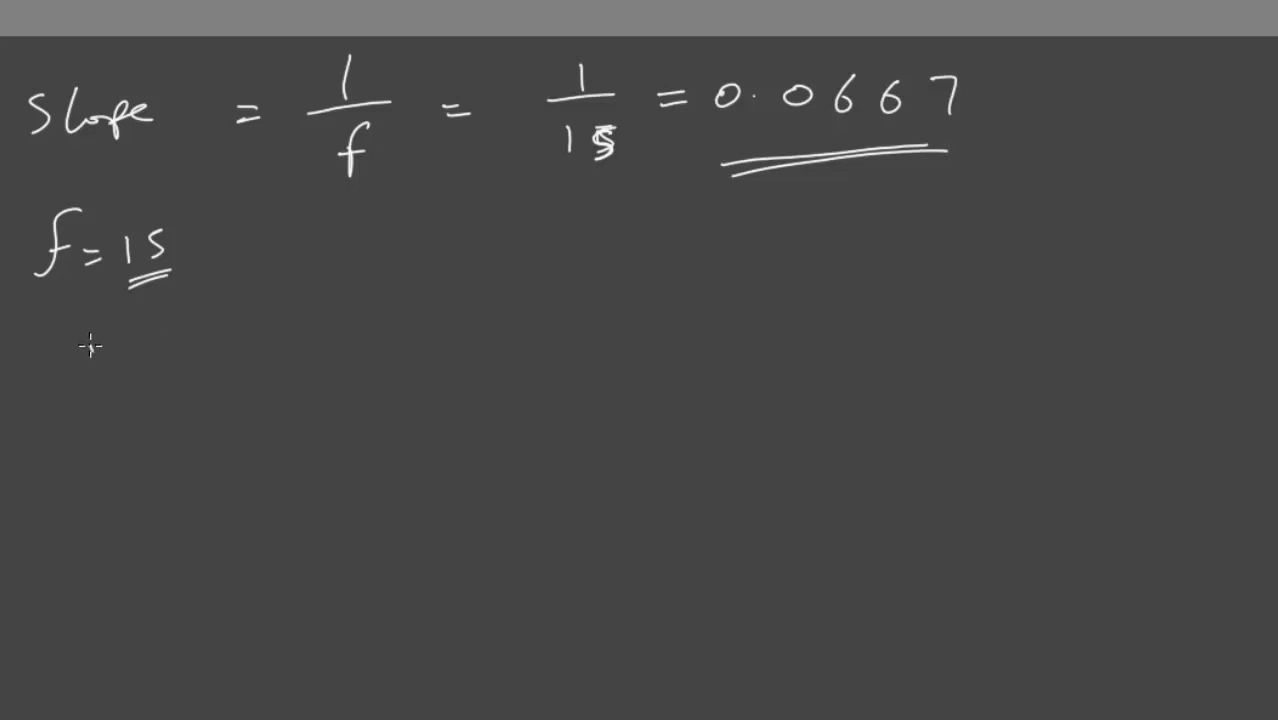 Slope = 1/f = 1/15 = 0.0667
f = 15